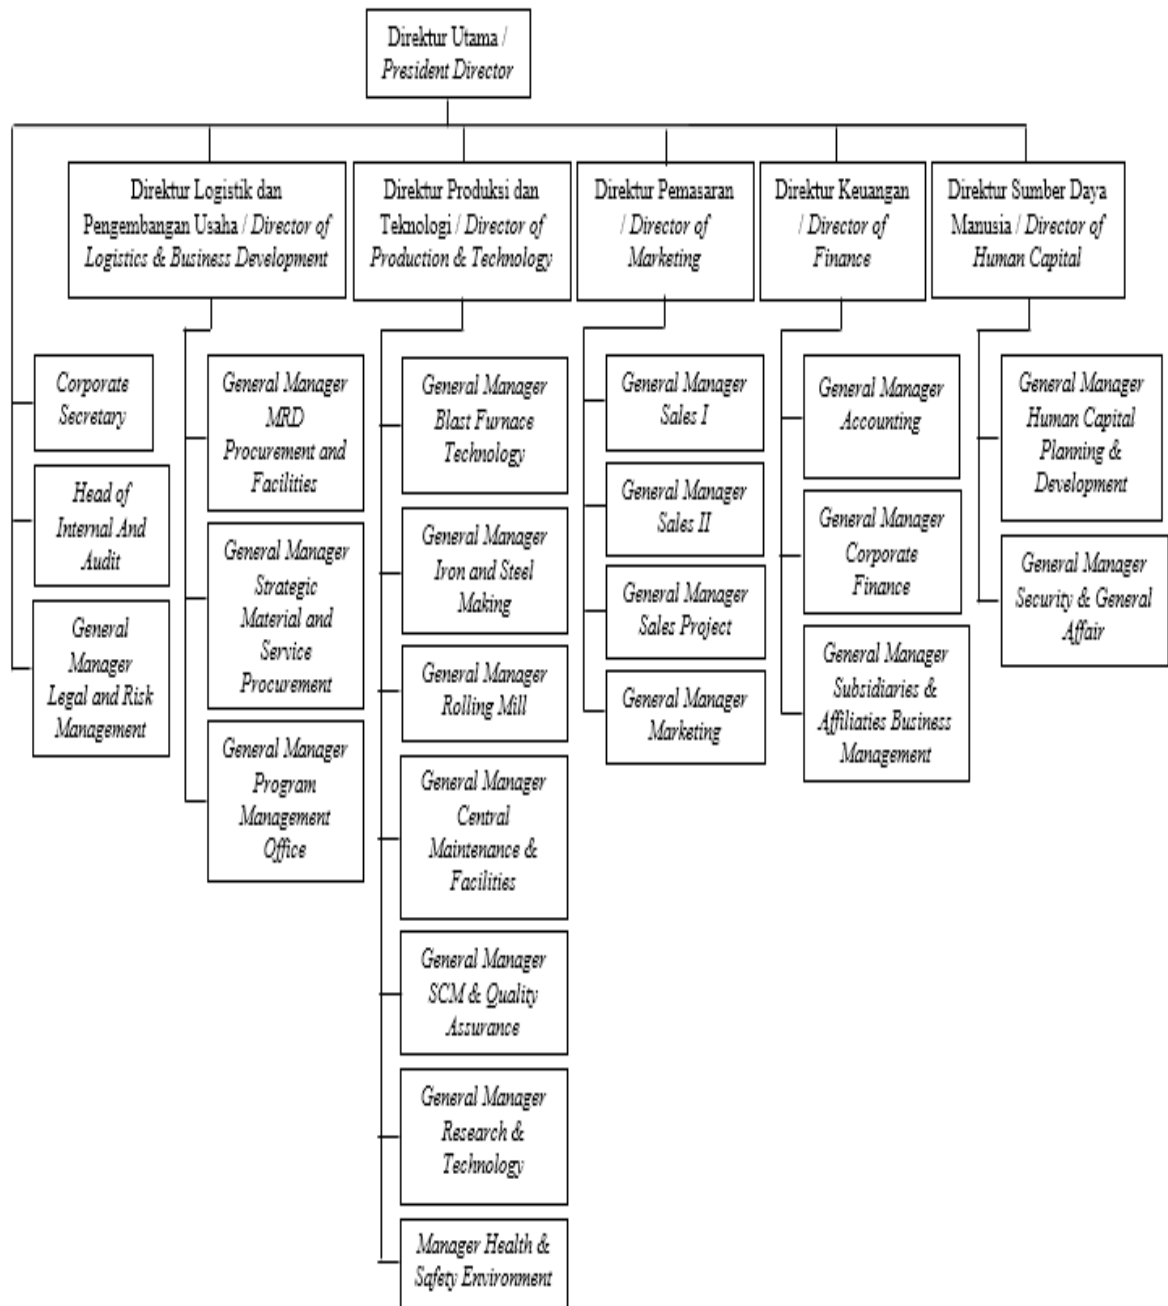 Direktur Utama /
President Director
Direktur Logistik dan
Pengembangan Usaha / Director of
Logistics & Business Development
Direktur Produksi dan
Teknologi / Director of
Production & Technology
Direktur Pemasaran
/ Director of
Marketing
Direktur Keuangan
/ Director of
Finance
Direktur Sumber Daya
Manusia / Director of
Human Capital
Corporate
Secretary
Head of
Internal And
Audit
General
Manager
Legal and Risk
Management
General Manager
MRD
Procurement and
Facilities
General Manager
Strategic
Material and
Service
Procurement
General Manager
Program
Management
Office
General Manager
Blast Furnace
Technology
General Manager
Iron and Steel
Making
General Manager
Rolling Mill
General Manager
Central
Maintenance &
Facilities
General Manager
SCM & Quality
Assurance
General Manager
Research &
Technology
Manager Health &
Safety Environment
General Manager
Sales I
General Manager
Sales II
General Manager
Sales Project
General Manager
Marketing
General Manager
Accounting
General Manager
Corporate
Finance
General Manager
Subsidiaries &
Affiliaties Business
Management
General Manager
Human Capital
Planning &
Development
General Manager
Security & General
Affair